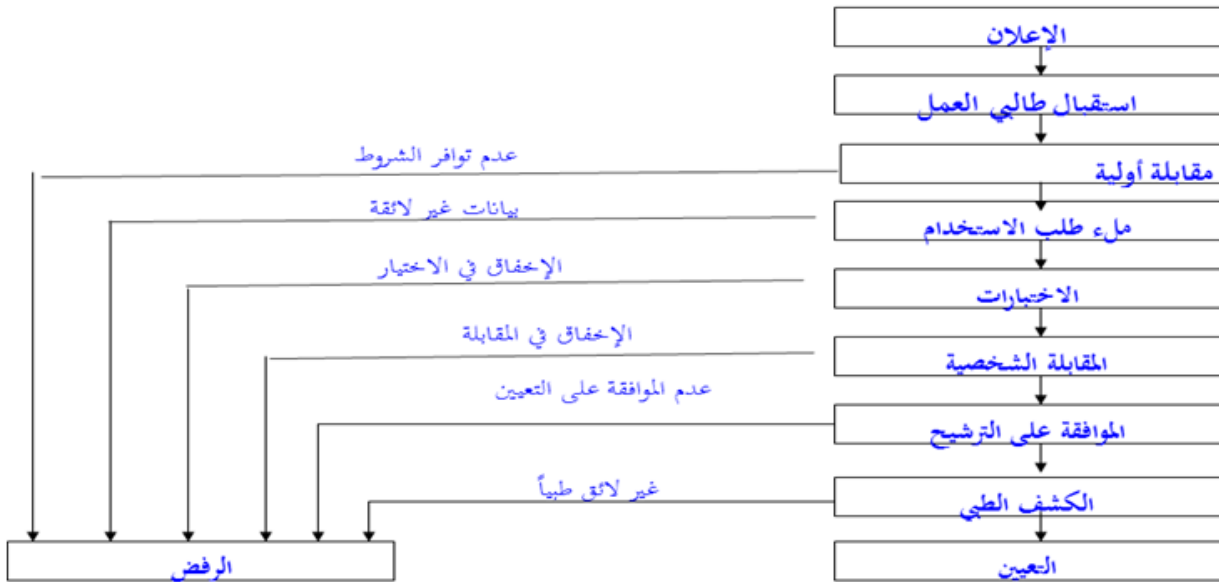 الإعلان
استقبال طالبي العمل
مقابلة أولية
عدم توافر الشروط
ملء طلب الاستخدام
بيانات غير لائقة
الاختبارات
الإخفاق في الاختيار
المقابلة الشخصية
الإخفاق في المقابلة
الموافقة على الترشيح
عدم الموافقة على التعيين
الكشف الطبي
غير لائق طبياً
التعيين
الرفض